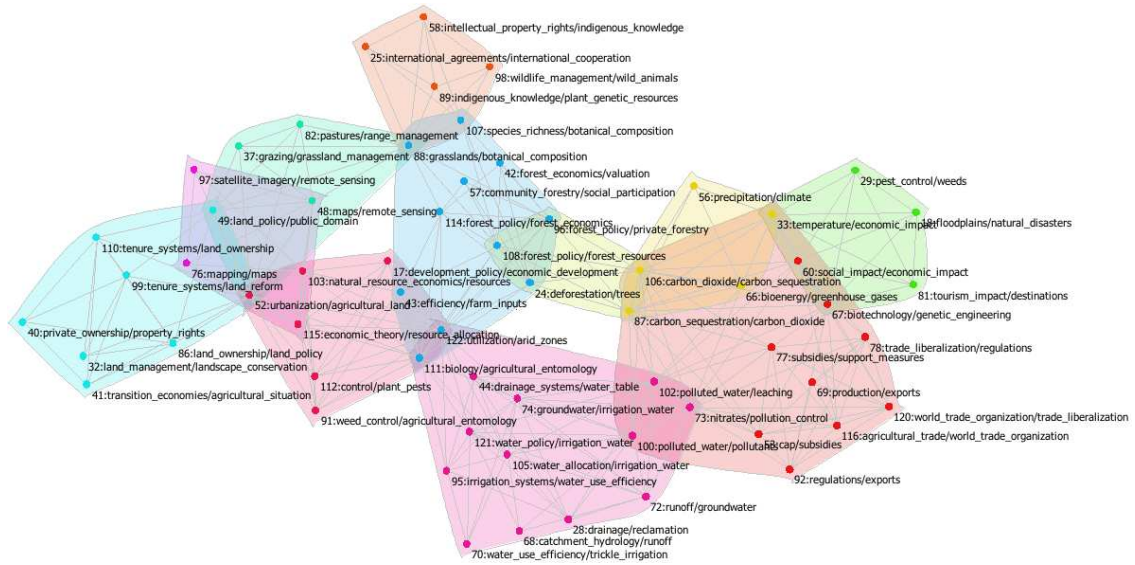 58:intellectual_property_rights/indigenous_knowledge
25:international_agreements/international_cooperation
98:wildlife_management/wild_animals
89:indigenous_knowledge/plant_genetic_resources
107:species_richness/botanical_composition
82:pastures/range_management
37:grazing/grassland_management
88:grasslands/botanical_composition
42:forest_economics/valuation
97:satellite_imagery/remote_sensing
29:pest_control/weeds
57:community_forestry/social_participation
56:precipitation/climate
48:maps/remote_sensing
49:land_policy/public_domain
114:forest_policy/forest_economics
18:floodplains/natural_disasters
33:temperature/economic_impact
96:forest_policy/private_forestry
110:tenure_systems/land_ownership
108:forest_policy/forest_resources
76:mapping/maps
17:development_policy/economic_development
60:social_impact/economic_impact
103:natural_resource_economics/resources
106:carbon_dioxide/carbon_sequestration
99:tenure_systems/land_reform
24:deforestation/trees
66:bioenergy/greenhouse_gases
81:tourism_impact/destinations
52:urbanization/agricultural_land
43:efficiency/farm_inputs
67:biotechnology/genetic_engineering
87:carbon_sequestration/carbon_dioxide
40:private_ownership/property_rights
115:economic_theory/resource_allocation
122:utilization/arid_zones
78:trade_liberalization/regulations
86:land_ownership/land_policy
77:subsidies/support_measures
32:land_management/landscape_conservation
111:biology/agricultural_entomology
112:control/plant_pests
44:drainage_systems/water_table
102:polluted_water/leaching
69:production/exports
41:transition_economies/agricultural_situation
74:groundwater/irrigation_water
73:nitrates/pollution_control
120:world_trade_organization/trade_liberalization
91:weed_control/agricultural_entomology
116:agricultural_trade/world_trade_organization
121:water_policy/irrigation_water
100:polluted_water/pollutants
:cap/subsidies
105:water_allocation/irrigation_water
95:irrigation_systems/water_use_efficiency
92:regulations/exports
72:runoff/groundwater
28:drainage/reclamation
68:catchment_hydrology/runoff
70:water_use_efficiency/trickle_irrigation